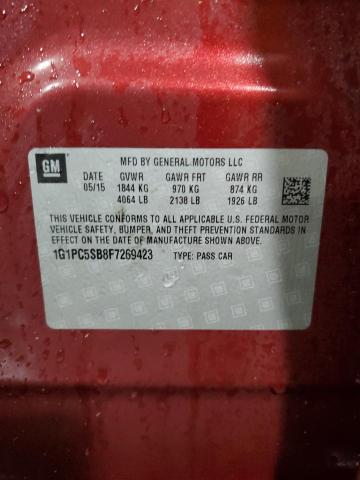 GM
MFD BY GENERAL MOTORS LLC
DATE GVWR GAWR FRT GAWR RR
05/15 1844 KG 970 KG 874 KG
4064 LB 2138 LB 1926 LB
THIS VEHICLE CONFORMS TO ALL APPLICABLE U.S. FEDERAL MOTOR
VEHICLE SAFETY, BUMPER, AND THEFT PREVENTION STANDARDS IN
EFFECT ON THE DATE OF MANUFACTURE SHOWN ABOVE.
1G1PC5SB8F7269423 TYPE: PASS CAR